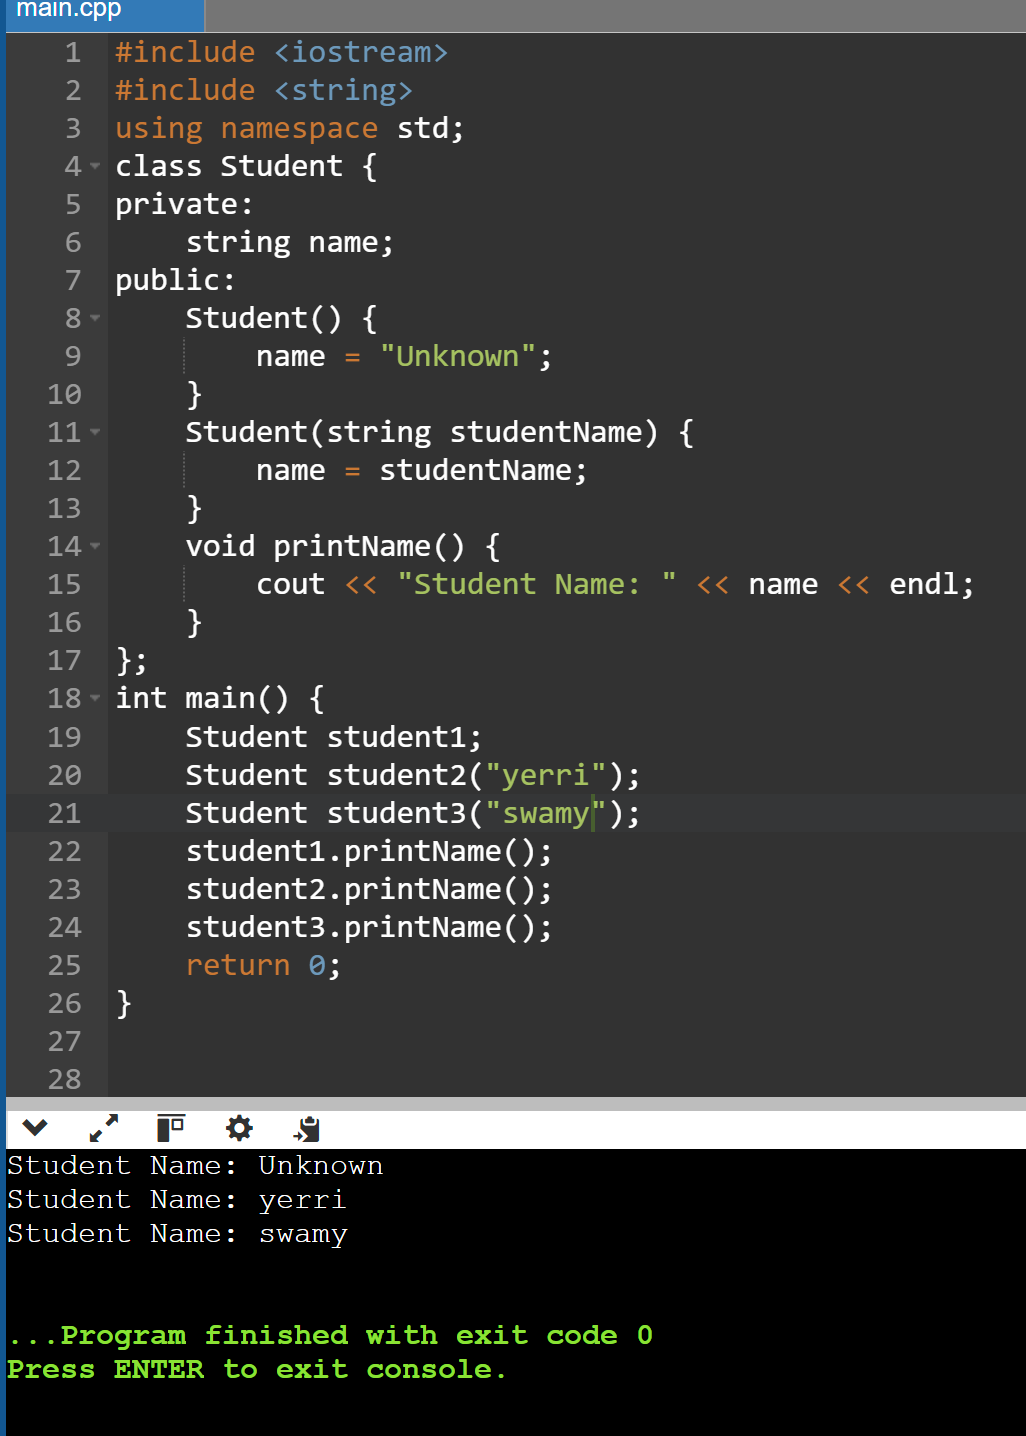 main.cpp
1 #include <iostream>
2 #include <string>
3 using namespace std;
4 class Student {
5 private:
6     string name;
7 public:
8     Student() {
9         name = "Unknown";
10     }
11     Student(string studentName) {
12         name = studentName;
13     }
14     void printName() {
15         cout << "Student Name: " << name << endl;
16     }
17 };
18 int main() {
19     Student student1;
20     Student student2("yerri");
21     Student student3("swamy");
22     student1.printName();
23     student2.printName();
24     student3.printName();
25     return 0;
26 }
27
28
Student Name: Unknown
Student Name: yerri
Student Name: swamy
...Program finished with exit code 0
Press ENTER to exit console.